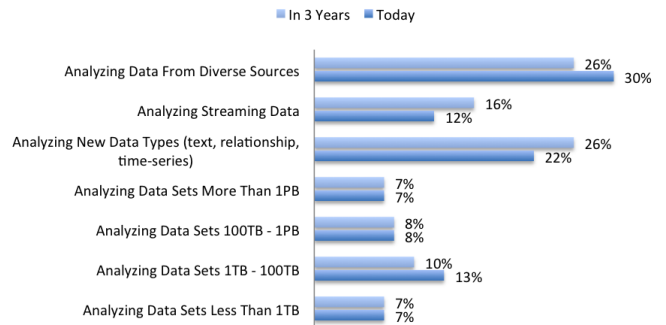 In 3 Years Today
Analyzing Data From Diverse Sources
26%
30%
Analyzing Streaming Data
16%
12%
Analyzing New Data Types (text, relationship,
time-series)
26%
22%
Analyzing Data Sets More Than 1PB
7%
7%
Analyzing Data Sets 100TB - 1PB
8%
8%
Analyzing Data Sets 1TB - 100TB
10%
13%
Analyzing Data Sets Less Than 1TB
7%
7%